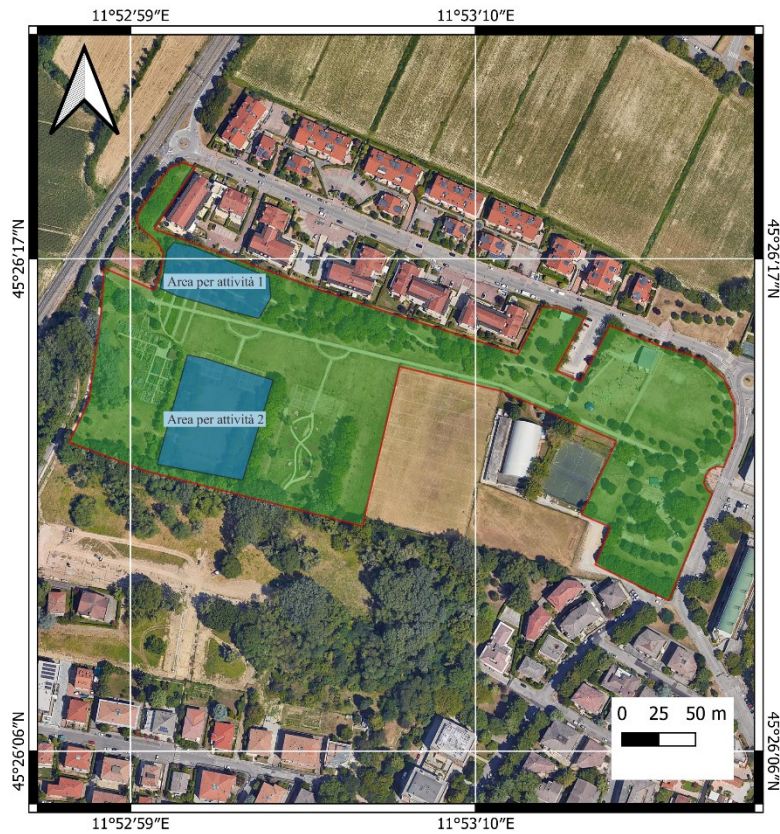 11°52′59″E
11°53′10″E
45°26′17″N
45°26′17″N
Area per attività 1
Area per attività 2
0 25 50 m
45°26′06″N
45°26′06″N
11°52′59″E
11°53′10″E